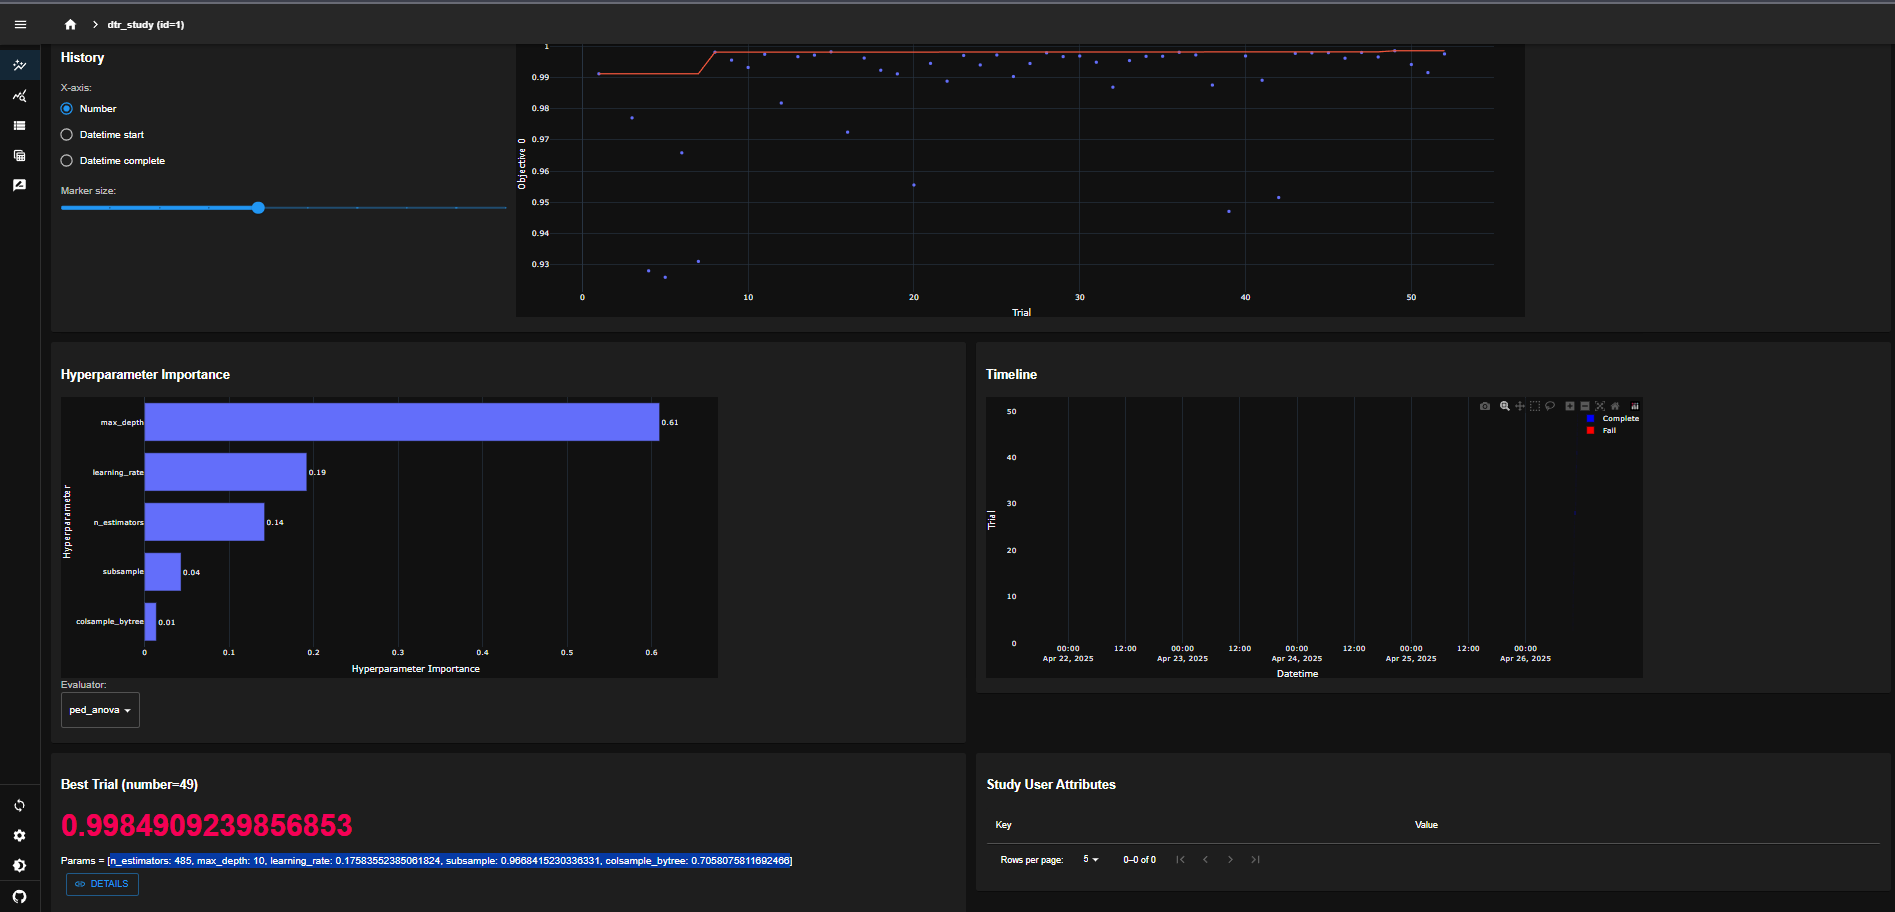 dtr_study (id=1)
History
X-axis:
Number
Datetime start
Datetime complete
Marker size:
1
0.99
0.98
0.97
0.96
0.95
0.94
0.93
Objective 0
0 10 20 30 40 50
Trial
Hyperparameter Importance
max_depth 0.61
learning_rate 0.19
n_estimators 0.14
subsample 0.04
colsample_bytree 0.01
Hyperparameter
0 0.1 0.2 0.3 0.4 0.5 0.6
Hyperparameter Importance
Evaluator:
ped_anova
Timeline
Complete
Fail
50
40
30
20
10
0
Trial
00:00 12:00 00:00 12:00 00:00 12:00 00:00 12:00 00:00
Apr 22, 2025 Apr 23, 2025 Apr 24, 2025 Apr 25, 2025 Apr 26, 2025
Datetime
Best Trial (number=49)
0.9984909239856853
Params = [n_estimators: 485, max_depth: 10, learning_rate: 0.17583552385061824, subsample: 0.9668415230336331, colsample_bytree: 0.7058075811692466]
DETAILS
Study User Attributes
Key Value
Rows per page: 5 0–0 of 0